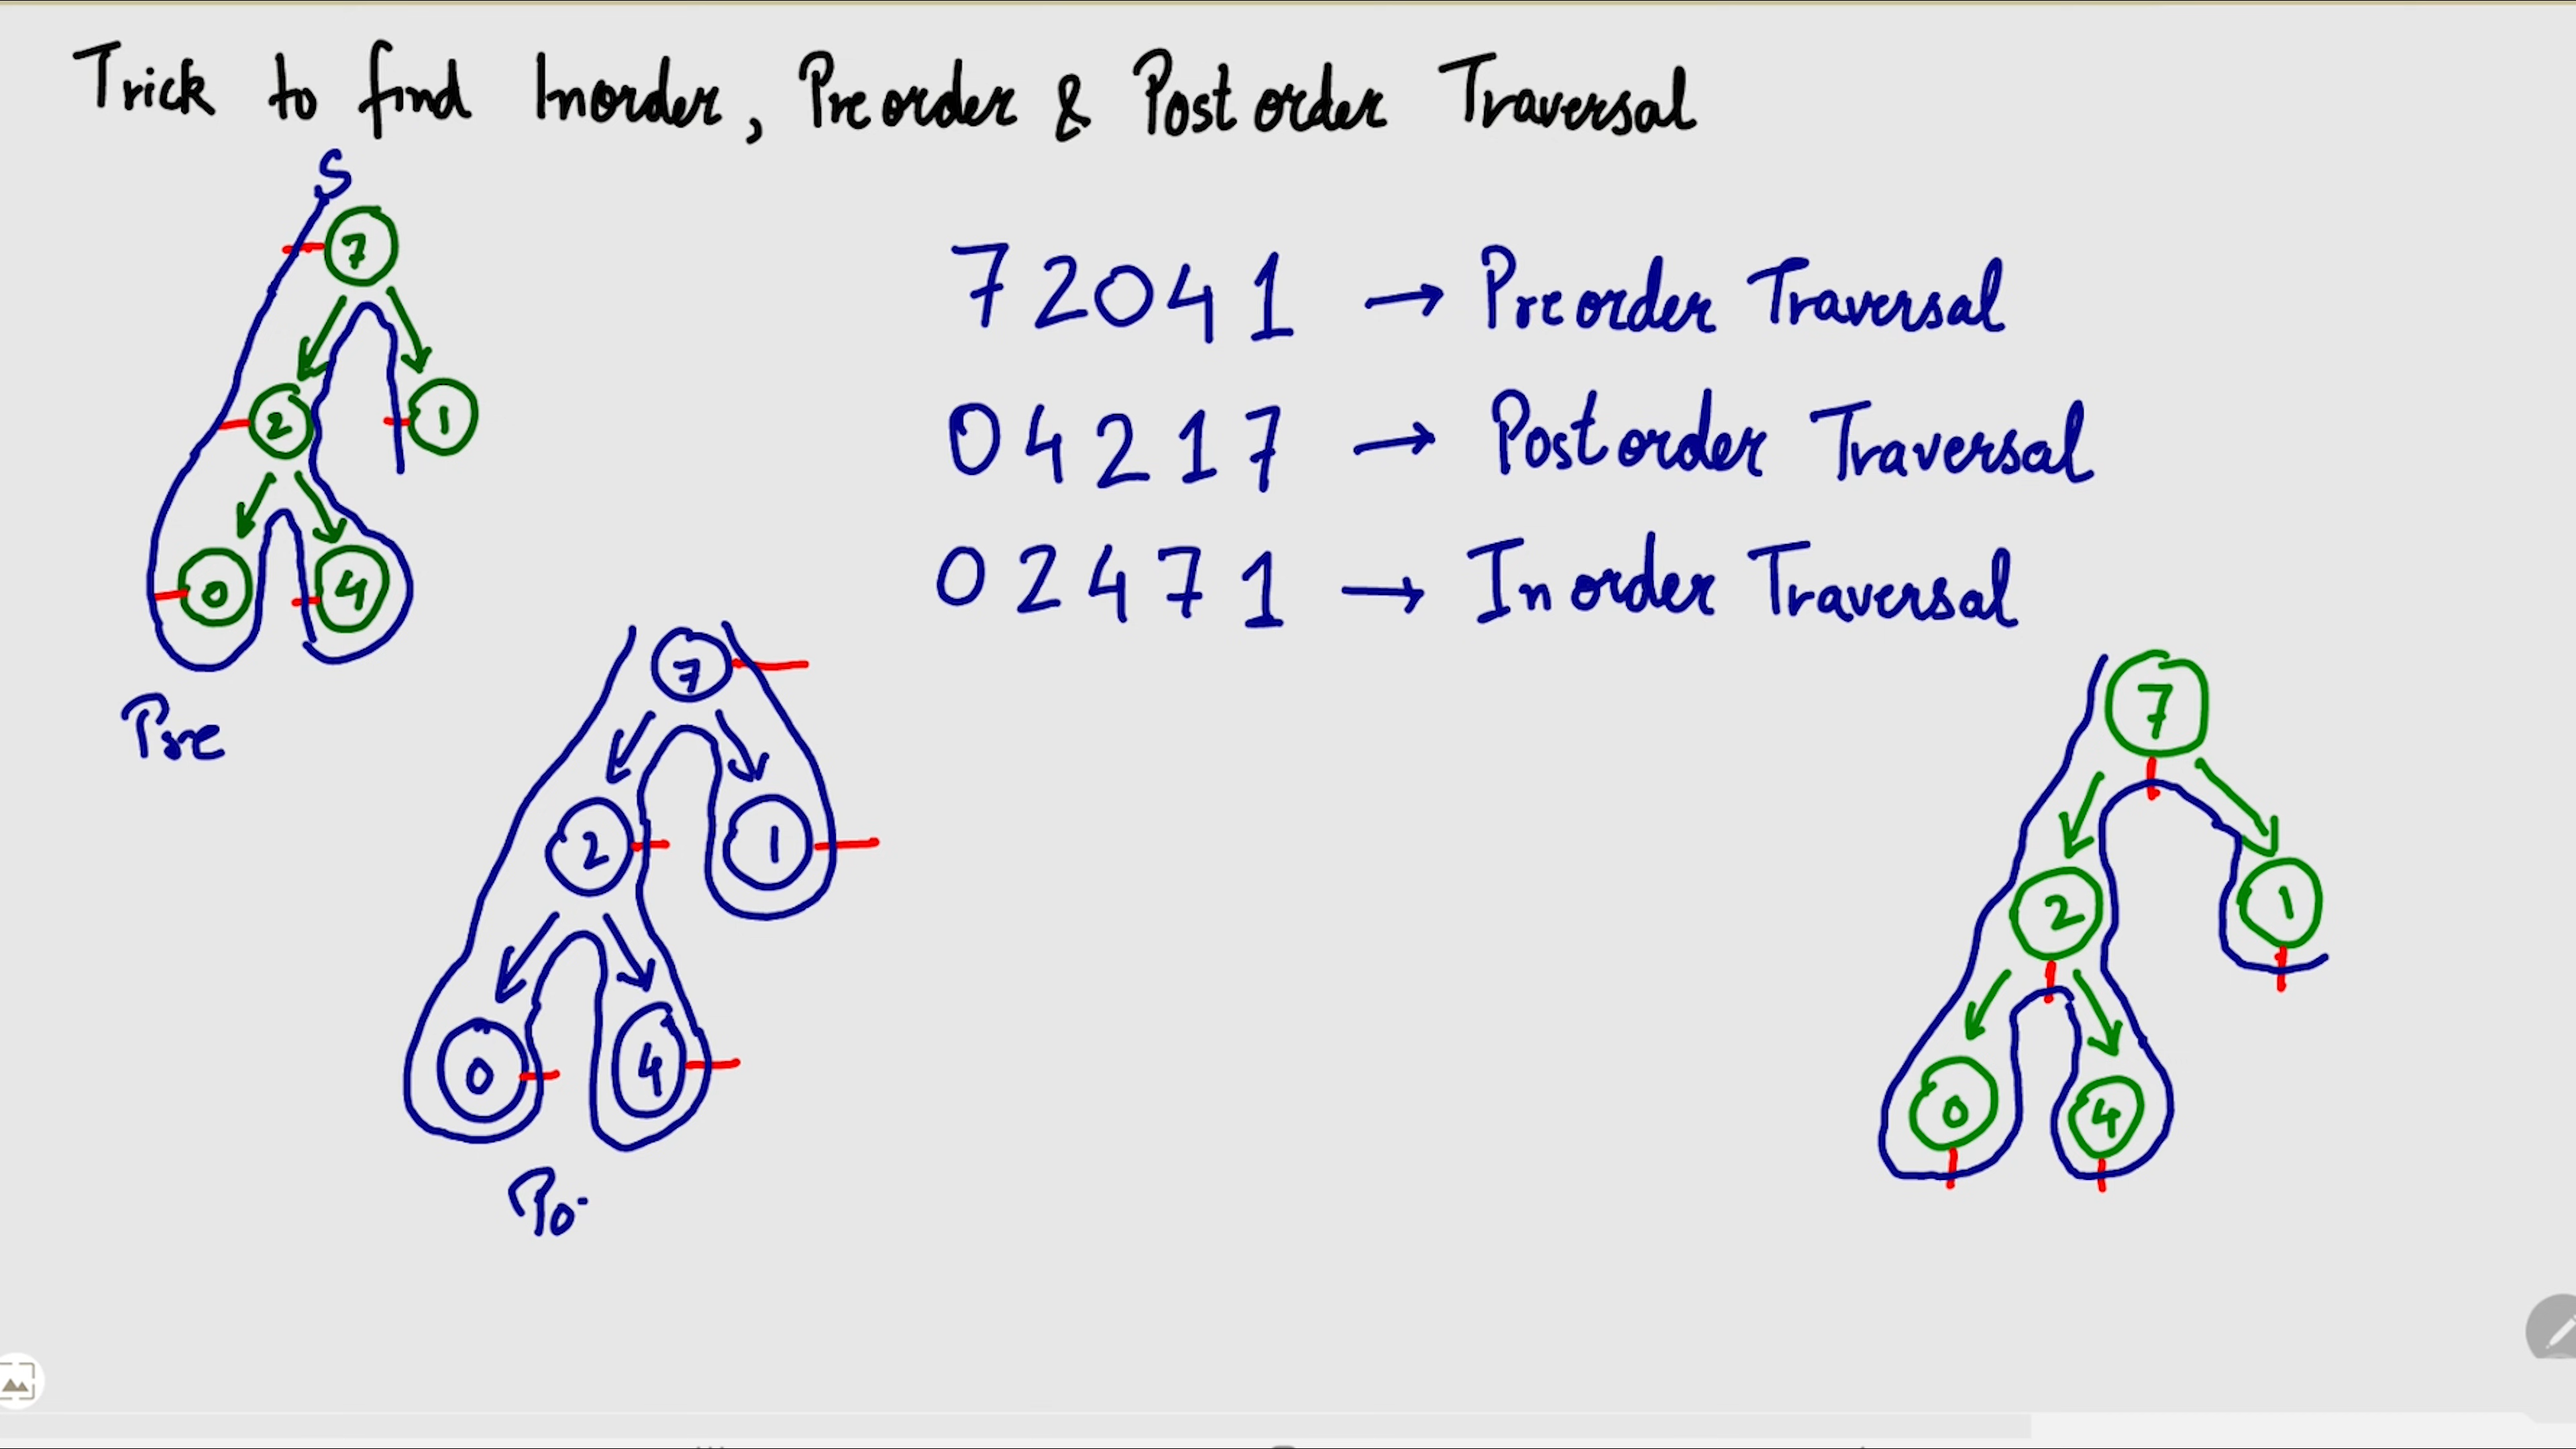 Trick to find Inorder, Preorder & Postorder Traversal
S
7
2 1
0 4
Pre
7 2 0 4 1 → Preorder Traversal
0 4 2 1 7 → Postorder Traversal
0 2 4 7 1 → Inorder Traversal
7
2 1
0 4
Po
7
2 1
0 4